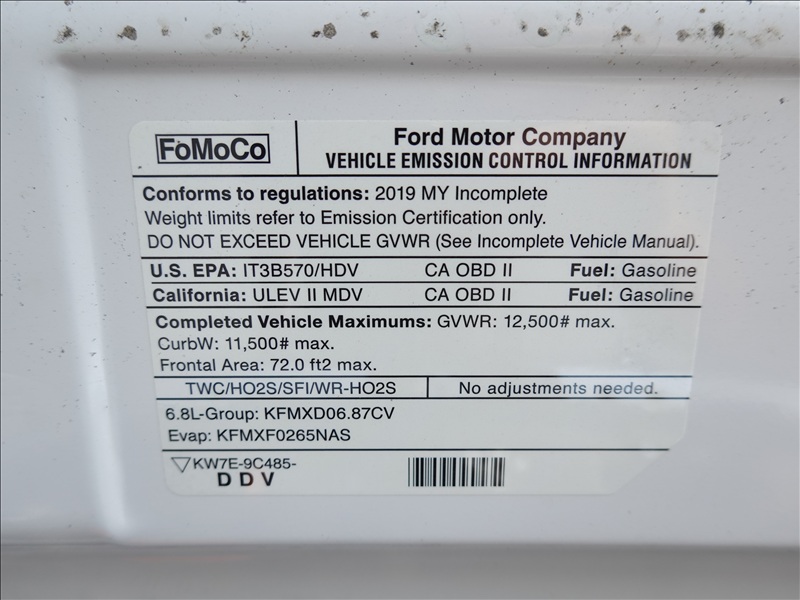 FoMoCo
Ford Motor Company
VEHICLE EMISSION CONTROL INFORMATION
Conforms to regulations: 2019 MY Incomplete
Weight limits refer to Emission Certification only.
DO NOT EXCEED VEHICLE GVWR (See Incomplete Vehicle Manual).
U.S. EPA: IT3B570/HDV CA OBD II Fuel: Gasoline
California: ULEV II MDV CA OBD II Fuel: Gasoline
Completed Vehicle Maximums: GVWR: 12,500# max.
CurbW: 11,500# max.
Frontal Area: 72.0 ft2 max.
TWC/HO2S/SFI/WR-HO2S No adjustments needed.
6.8L-Group: KFMXD06.87CV
Evap: KFMXF0265NAS
KW7E-9C485-
DDV